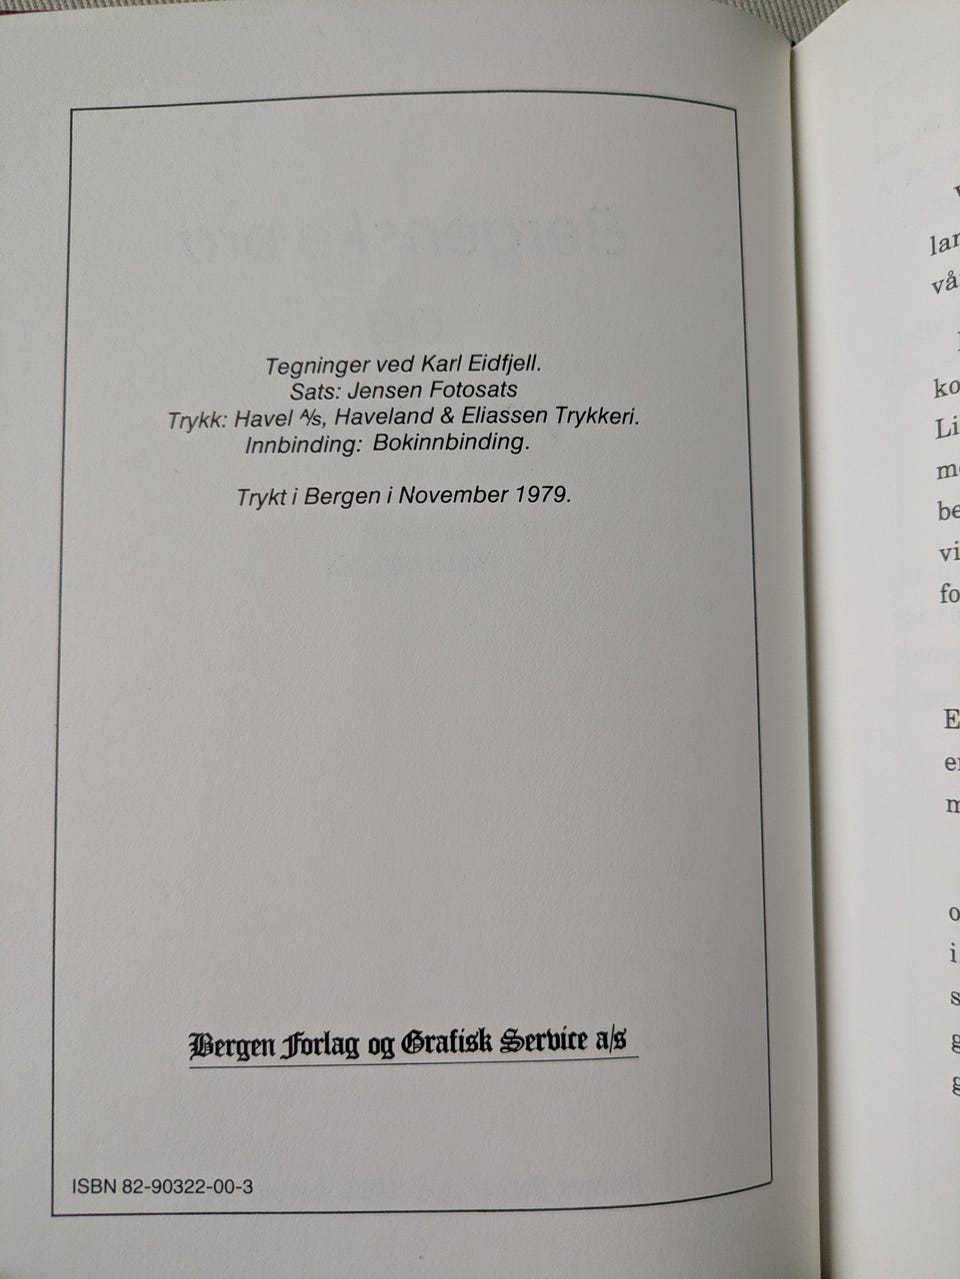 Tegninger ved Karl Eidfjell.
Sats: Jensen Fotosats
Trykk: Havel A/s, Haveland & Eliassen Trykkeri.
Innbinding: Bokinnbinding.
Trykt i Bergen i November 1979.
Bergen Forlag og Grafisk Service a/s
ISBN 82-90322-00-3